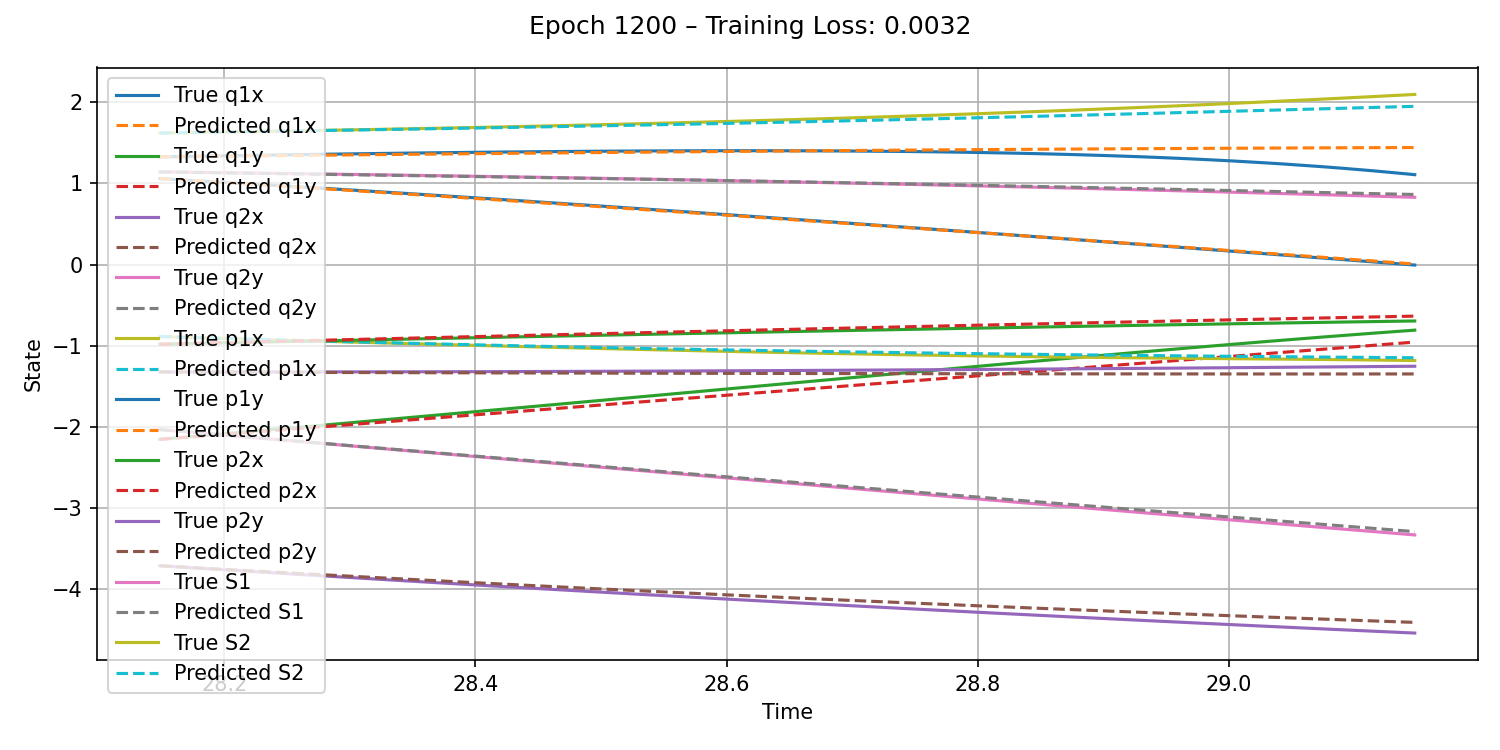 Epoch 1200 – Training Loss: 0.0032
State
2
1
0
−1
−2
−3
−4
True q1x
Predicted q1x
True q1y
Predicted q1y
True q2x
Predicted q2x
True q2y
Predicted q2y
True p1x
Predicted p1x
True p1y
Predicted p1y
True p2x
Predicted p2x
True p2y
Predicted p2y
True S1
Predicted S1
True S2
Predicted S2
28.2 28.4 28.6 28.8 29.0
Time